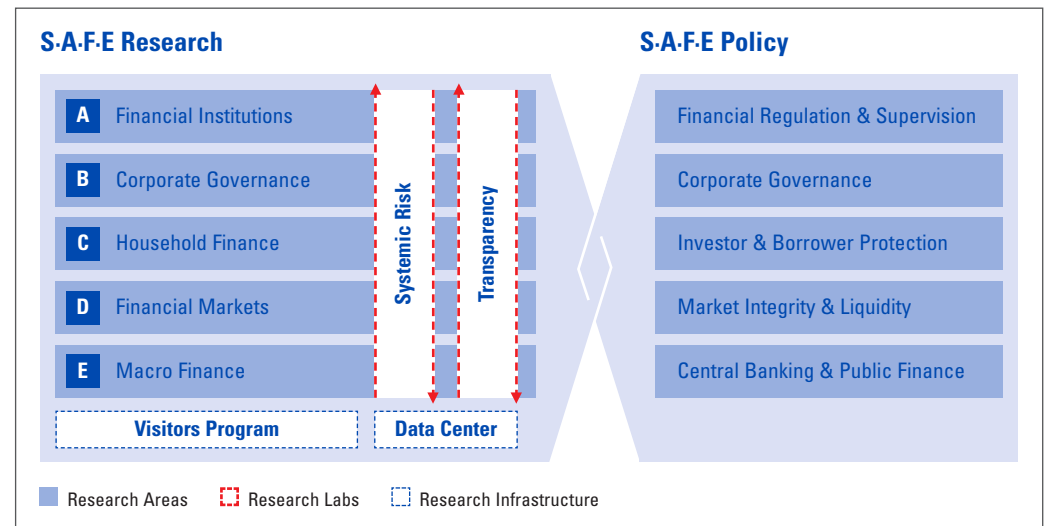 S·A·F·E Research
A Financial Institutions
B Corporate Governance
C Household Finance
D Financial Markets
E Macro Finance
Systemic Risk
Transparency
Visitors Program
Data Center
S·A·F·E Policy
Financial Regulation & Supervision
Corporate Governance
Investor & Borrower Protection
Market Integrity & Liquidity
Central Banking & Public Finance
Research Areas
Research Labs
Research Infrastructure